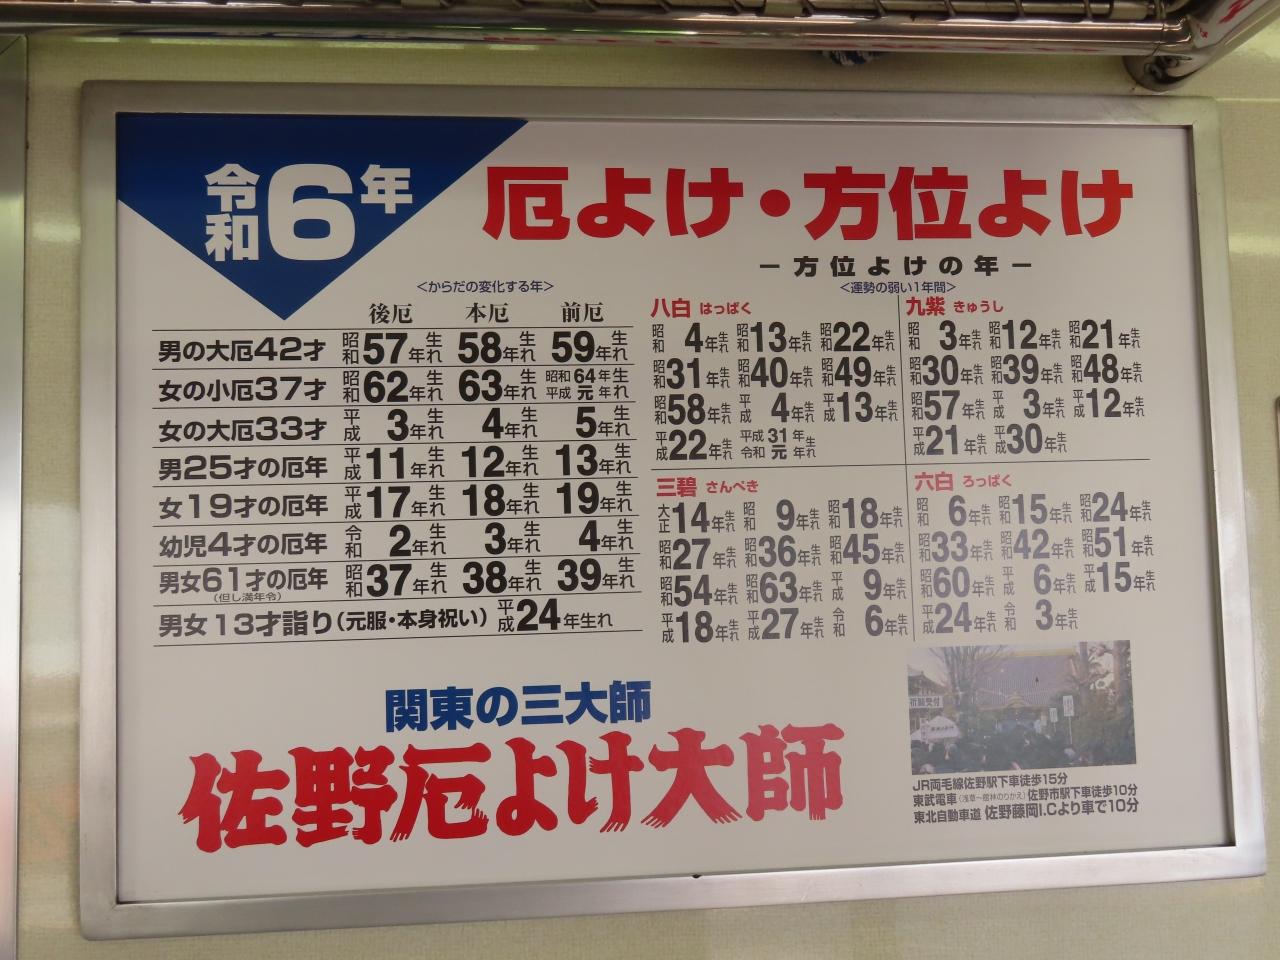 令和6年
厄よけ・方位よけ
－方位よけの年－
<からだの変化する年>
後厄 本厄 前厄
男の大厄42才 昭和57年生れ 58年生れ 59年生れ
女の小厄37才 昭和62年生れ 63年生れ 昭和64年 平成元年生れ
女の大厄33才 平成3年生れ 4年生れ 5年生れ
男25才の厄年 平成11年生れ 12年生れ 13年生れ
女19才の厄年 平成17年生れ 18年生れ 19年生れ
幼児4才の厄年 令和2年生れ 3年生れ 4年生れ
男女61才の厄年 昭和37年生れ 38年生れ 39年生れ
(但し満年令)
男女13才詣り(元服・本身祝い) 平成24年生れ
<運勢の弱い1年間>
八白 はっぱく
昭和4年生れ 昭和13年生れ 昭和22年生れ
昭和31年生れ 昭和40年生れ 昭和49年生れ
昭和58年生れ 平成4年生れ 平成13年生れ
平成22年生れ 平成31年 令和元年生れ
九紫 きゅうし
昭和3年生れ 昭和12年生れ 昭和21年生れ
昭和30年生れ 昭和39年生れ 昭和48年生れ
昭和57年生れ 平成3年生れ 平成12年生れ
平成21年生れ 平成30年生れ
三碧 さんぺき
大正14年生れ 昭和9年生れ 昭和18年生れ
昭和27年生れ 昭和36年生れ 昭和45年生れ
昭和54年生れ 昭和63年生れ 平成9年生れ
平成18年生れ 平成27年生れ 令和6年生れ
六白 ろっぱく
昭和6年生れ 昭和15年生れ 昭和24年生れ
昭和33年生れ 昭和42年生れ 昭和51年生れ
昭和60年生れ 平成6年生れ 平成15年生れ
平成24年生れ 令和3年生れ
関東の三大師
佐野厄よけ大師
祈願受付
JR両毛線佐野駅下車徒歩15分
東武電車(浅草～館林のりかえ)佐野市駅下車徒歩10分
東北自動車道 佐野藤岡I.Cより車で10分